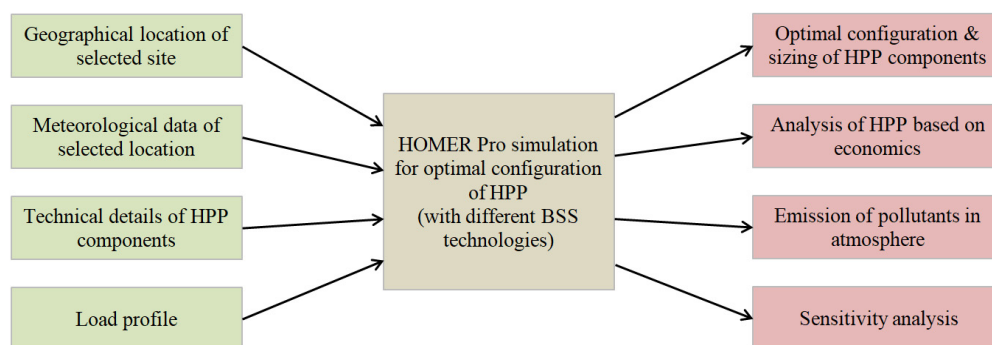 Geographical location of
selected site
Meteorological data of
selected location
Technical details of HPP
components
Load profile
HOMER Pro simulation
for optimal configuration
of HPP
(with different BSS
technologies)
Optimal configuration &
sizing of HPP components
Analysis of HPP based on
economics
Emission of pollutants in
atmosphere
Sensitivity analysis